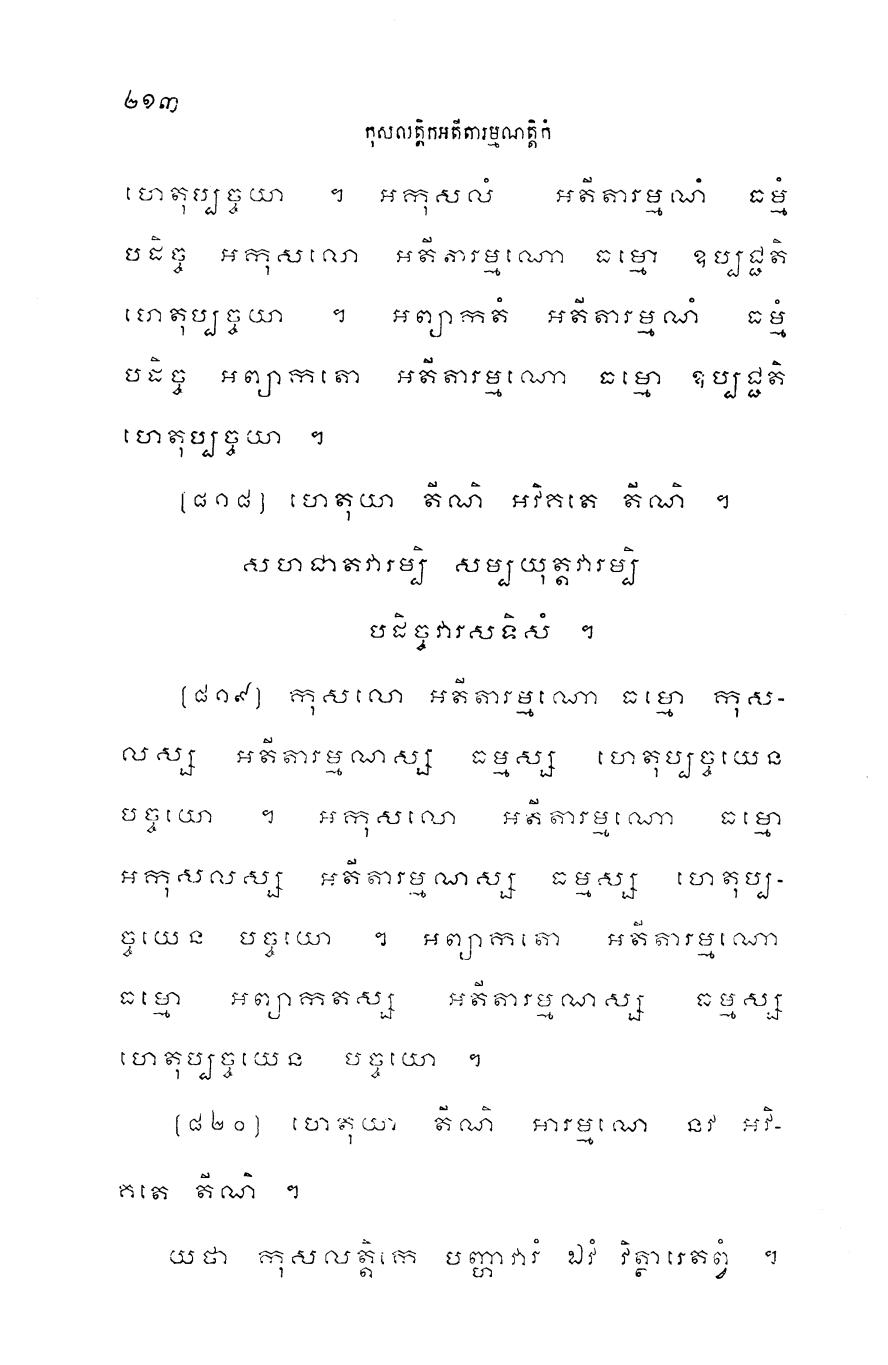 ២១៣
កុសលត្តិកអតីតារម្មណត្តិកំ
ហេតុប្បច្ចយា ។ អកុសលំ អតីតារម្មណំ ធម្មំ
បដិច្ច អកុសលោ អតីតារម្មណោ ធម្មោ ឧប្បជ្ជតិ
ហេតុប្បច្ចយា ។ អព្យាកតំ អតីតារម្មណំ ធម្មំ
បដិច្ច អព្យាកតោ អតីតារម្មណោ ធម្មោ ឧប្បជ្ជតិ
ហេតុប្បច្ចយា ។
(៨១៨) ហេតុយា តីណិ អវិគតេ តីណិ ។
សហជាតវារម្បិ សម្បយុត្តវារម្បិ
បដិច្ចវារសទិសំ ។
(៨១៩) កុសលោ អតីតារម្មណោ ធម្មោ កុស-
លស្ស អតីតារម្មណស្ស ធម្មស្ស ហេតុប្បច្ចយេន
បច្ចយោ ។ អកុសលោ អតីតារម្មណោ ធម្មោ
អកុសលស្ស អតីតារម្មណស្ស ធម្មស្ស ហេតុប្ប-
ច្ចយេន បច្ចយោ ។ អព្យាកតោ អតីតារម្មណោ
ធម្មោ អព្យាកតស្ស អតីតារម្មណស្ស ធម្មស្ស
ហេតុប្បច្ចយេន បច្ចយោ ។
(៨២០) ហេតុយា តីណិ អារម្មណេ នវ អវិ-
គតេ តីណិ ។
យថា កុសលត្តិកេ បញ្ហាវារំ ឯវំ វិត្ថារេតព្វំ ។